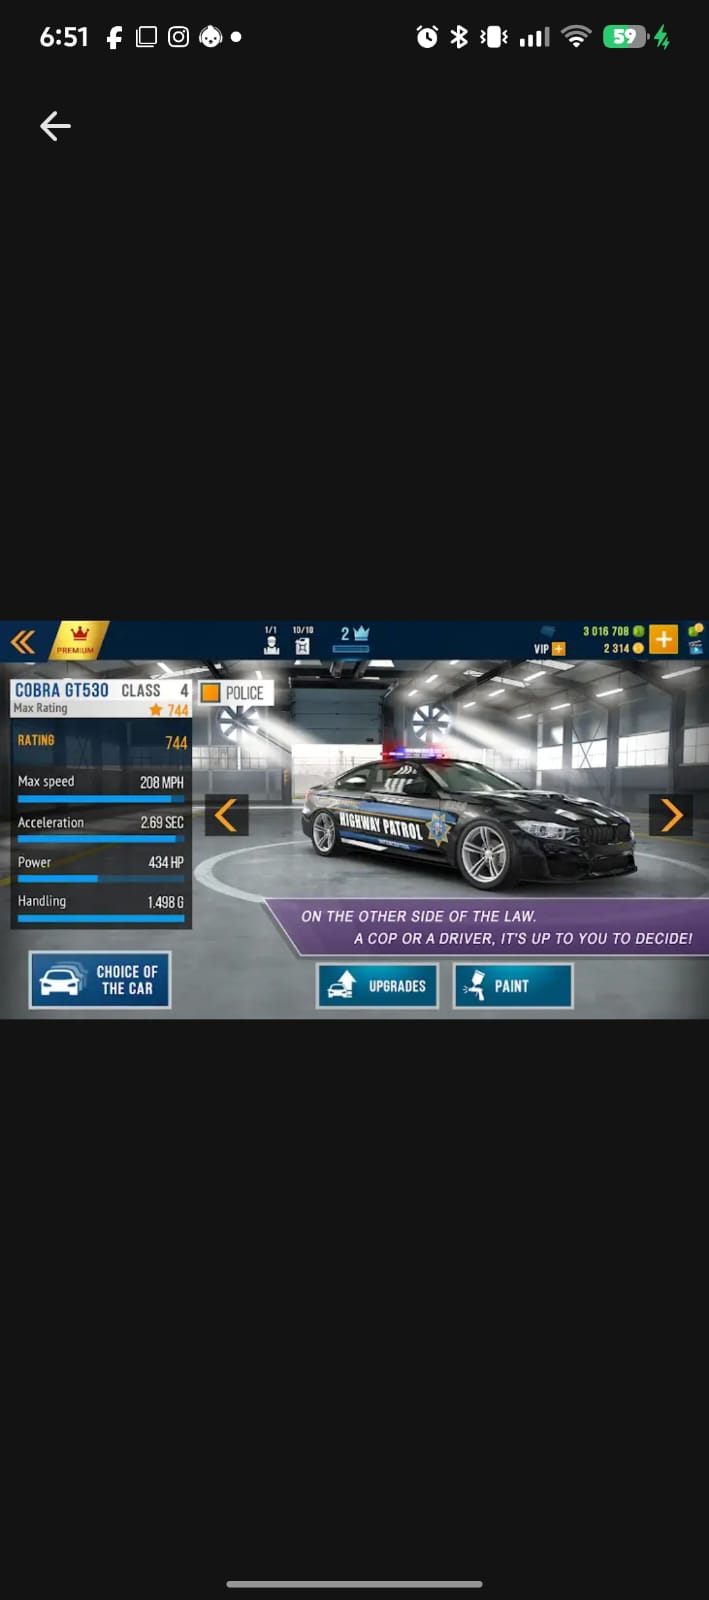 6:51
59
PREMIUM
1/1
10/10
2
VIP
3 016 708
2 314
COBRA GT530 CLASS 4
Max Rating 744
POLICE
RATING 744
Max speed 208 MPH
Acceleration 2.69 SEC
Power 434 HP
Handling 1.498 G
HIGHWAY PATROL
ON THE OTHER SIDE OF THE LAW.
A COP OR A DRIVER, IT'S UP TO YOU TO DECIDE!
CHOICE OF
THE CAR
UPGRADES
PAINT